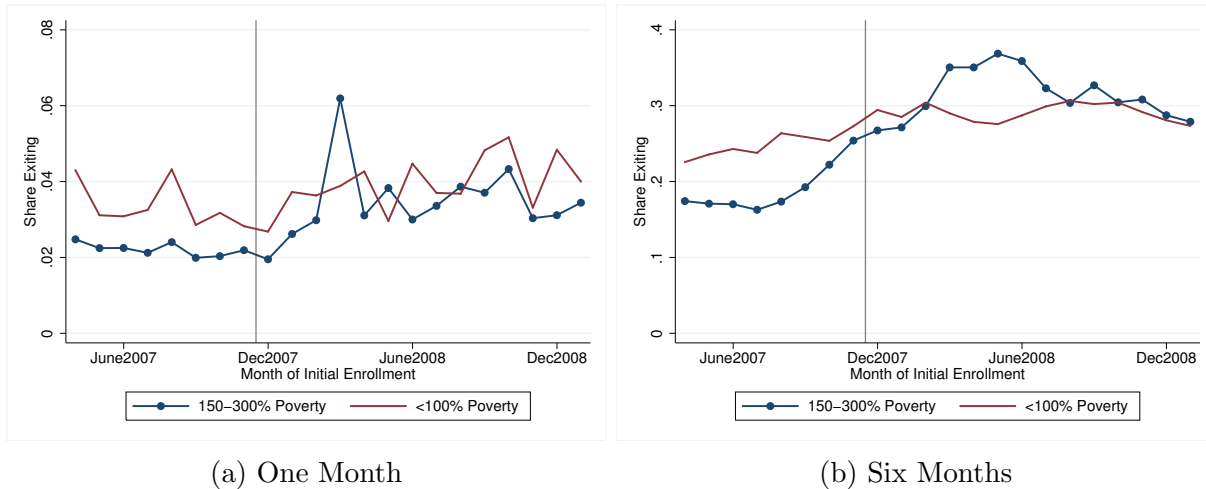 .08
.06
.04
.02
0
Share Exiting
June2007 Dec2007 June2008 Dec2008
Month of Initial Enrollment
150−300% Poverty <100% Poverty
(a) One Month
.4
.3
.2
.1
0
Share Exiting
June2007 Dec2007 June2008 Dec2008
Month of Initial Enrollment
150−300% Poverty <100% Poverty
(b) Six Months